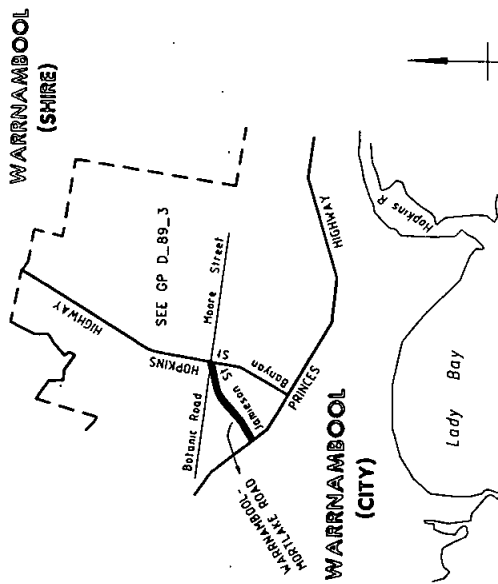 WARRNAMBOOL
(SHIRE)
HIGHWAY
SEE GP D_89_3
HOPKINS
Moore Street
Botanic Road
St
Jamieson St
Banyan
PRINCES
HIGHWAY
WARRNAMBOOL-
MORTLAKE ROAD
WARRNAMBOOL
(CITY)
Hopkins R
Lady Bay